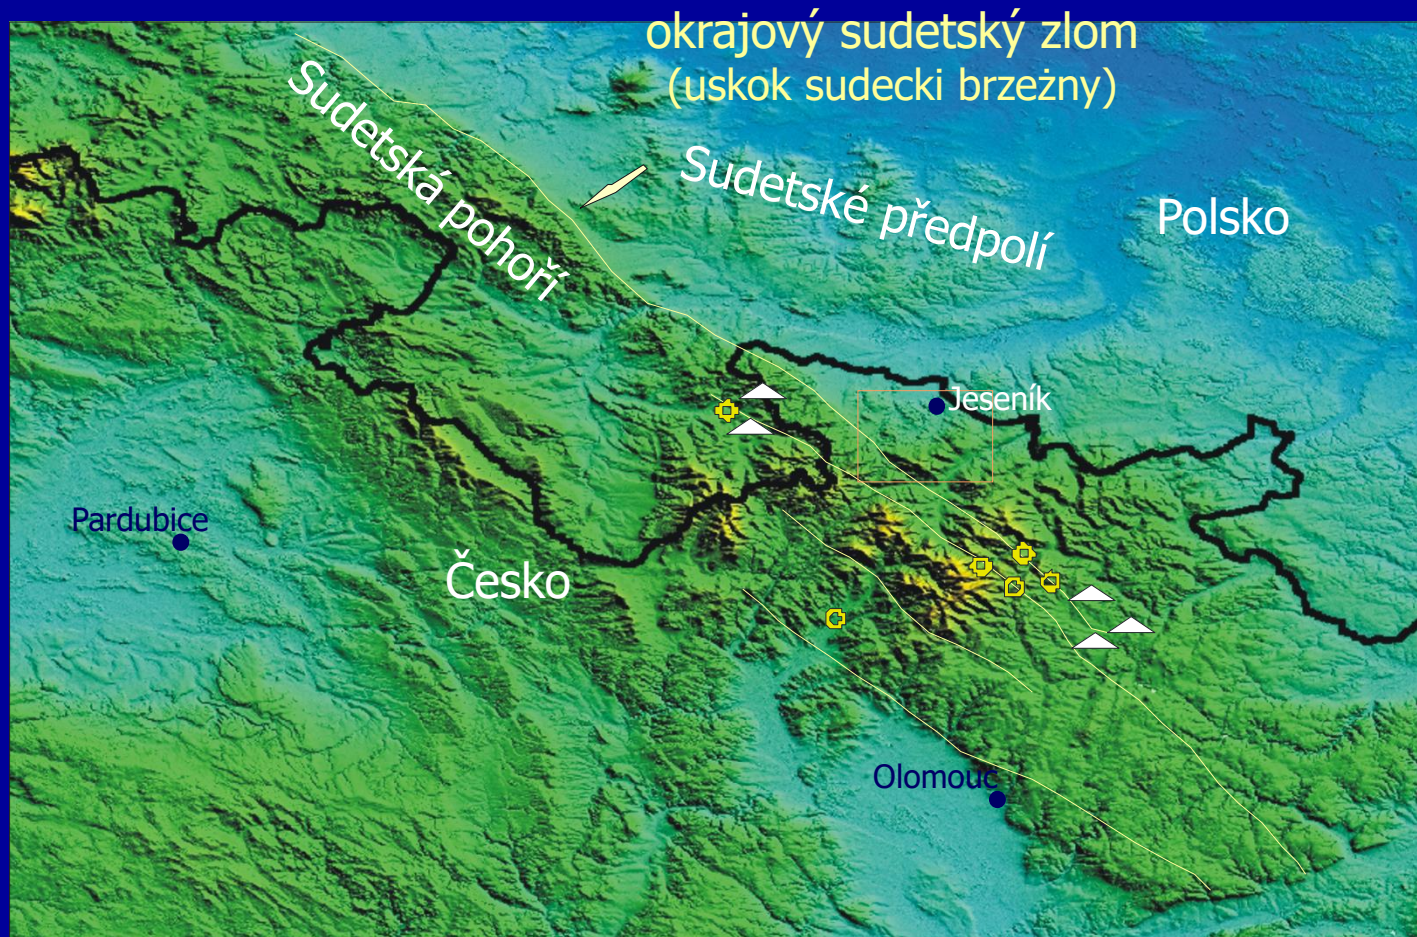 okrajový sudetský zlom
(uskok sudecki brzeżny)
Sudetská pohoří
Sudetské předpolí
Polsko
Jeseník
Pardubice
Česko
Olomouc